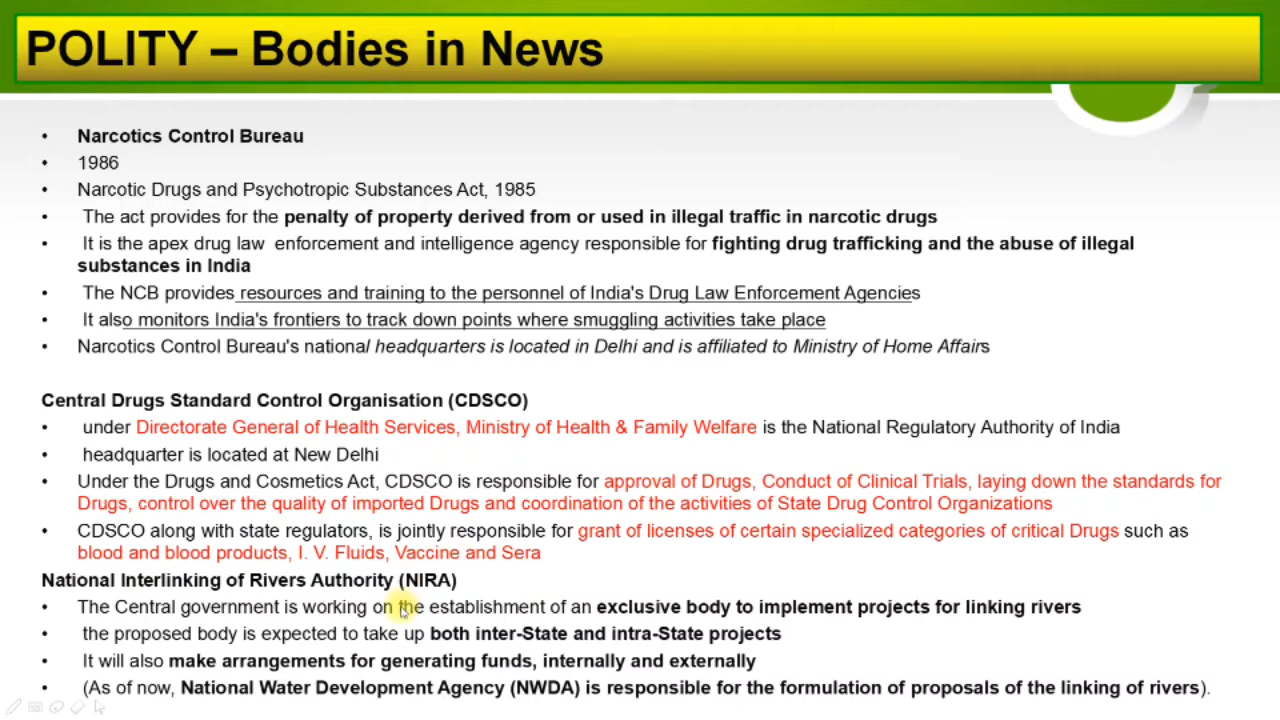 POLITY – Bodies in News
• Narcotics Control Bureau
• 1986
• Narcotic Drugs and Psychotropic Substances Act, 1985
• The act provides for the penalty of property derived from or used in illegal traffic in narcotic drugs
• It is the apex drug law enforcement and intelligence agency responsible for fighting drug trafficking and the abuse of illegal
substances in India
• The NCB provides resources and training to the personnel of India's Drug Law Enforcement Agencies
• It also monitors India's frontiers to track down points where smuggling activities take place
• Narcotics Control Bureau's national headquarters is located in Delhi and is affiliated to Ministry of Home Affairs
Central Drugs Standard Control Organisation (CDSCO)
• under Directorate General of Health Services, Ministry of Health & Family Welfare is the National Regulatory Authority of India
• headquarter is located at New Delhi
• Under the Drugs and Cosmetics Act, CDSCO is responsible for approval of Drugs, Conduct of Clinical Trials, laying down the standards for
Drugs, control over the quality of imported Drugs and coordination of the activities of State Drug Control Organizations
• CDSCO along with state regulators, is jointly responsible for grant of licenses of certain specialized categories of critical Drugs such as
blood and blood products, I. V. Fluids, Vaccine and Sera
National Interlinking of Rivers Authority (NIRA)
• The Central government is working on the establishment of an exclusive body to implement projects for linking rivers
• the proposed body is expected to take up both inter-State and intra-State projects
• It will also make arrangements for generating funds, internally and externally
• (As of now, National Water Development Agency (NWDA) is responsible for the formulation of proposals of the linking of rivers).